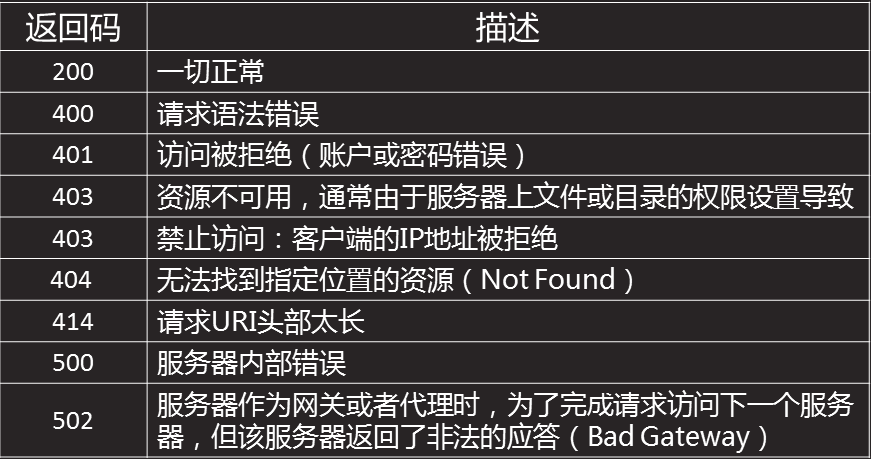 返回码 描述
200 一切正常
400 请求语法错误
401 访问被拒绝（账户或密码错误）
403 资源不可用，通常由于服务器上文件或目录的权限设置导致
403 禁止访问：客户端的IP地址被拒绝
404 无法找到指定位置的资源（Not Found）
414 请求URI头部太长
500 服务器内部错误
502 服务器作为网关或者代理时，为了完成请求访问下一个服务
器，但该服务器返回了非法的应答（Bad Gateway）